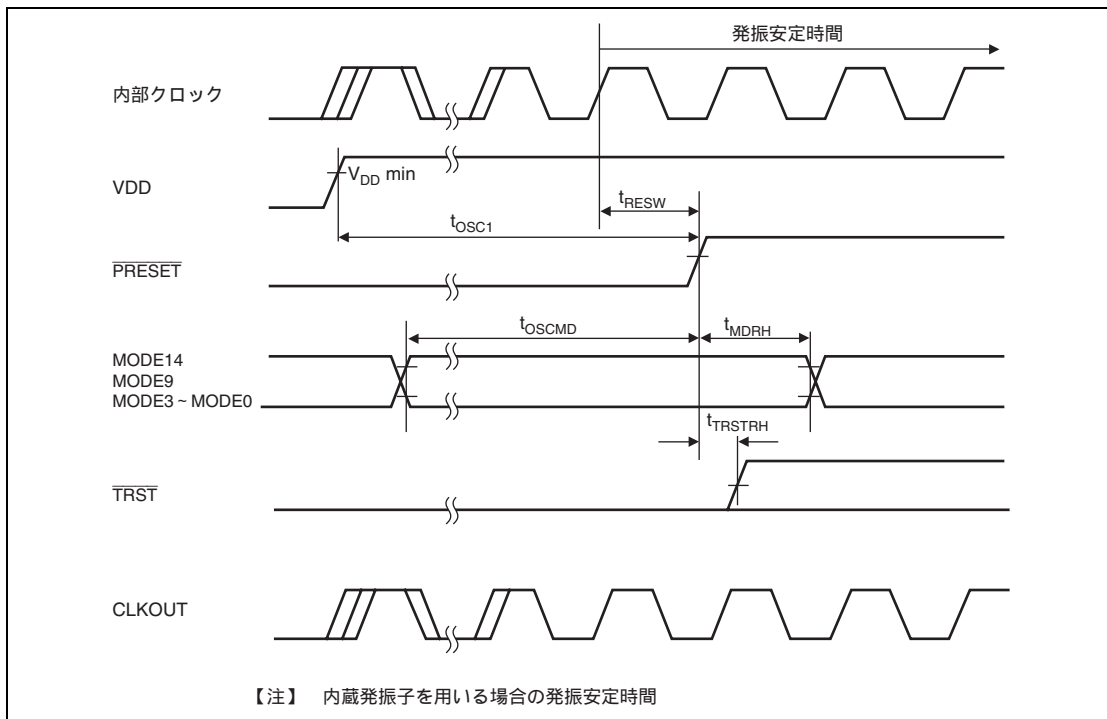 発振安定時間
内部クロック
VDD
VDD min
tRESW
tOSC1
PRESET
tOSCMD
tMDRH
MODE14
MODE9
MODE3 ~ MODE0
tTRSTRH
TRST
CLKOUT
【注】 内蔵発振子を用いる場合の発振安定時間